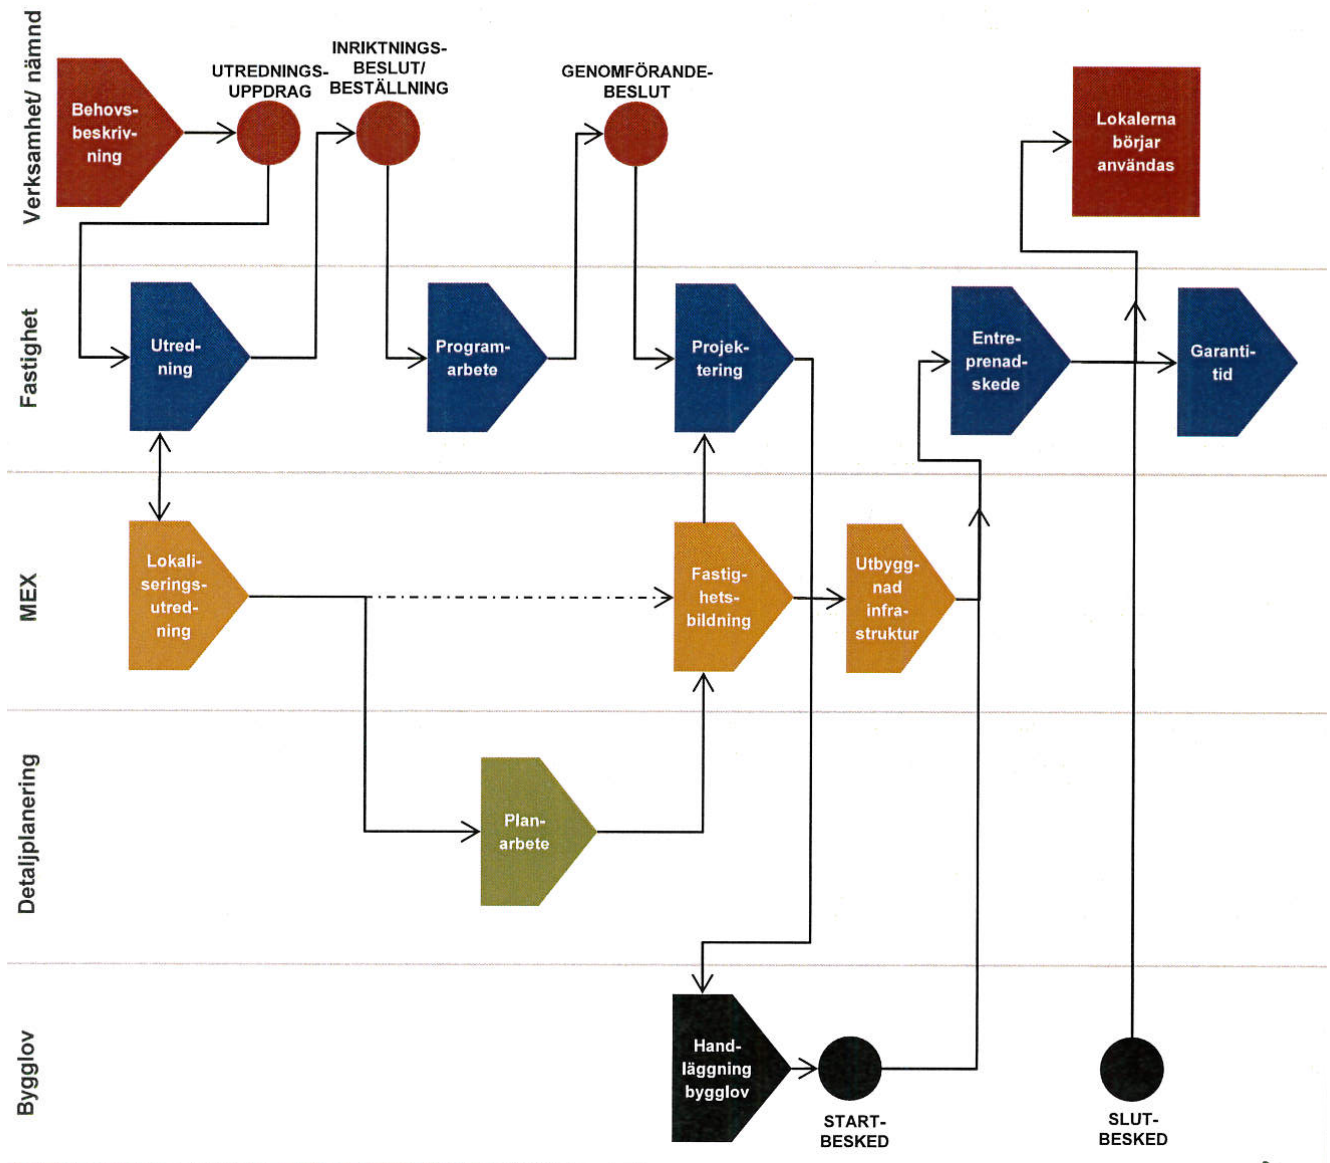 Verksamhet/ nämnd
Behovs-
beskriv-
ning
UTREDNINGS-
UPPDRAG
INRIKTNINGS-
BESLUT/
BESTÄLLNING
GENOMFÖRANDE-
BESLUT
Lokalerna
börjar
användas
Fastighet
Utred-
ning
Program-
arbete
Projek-
tering
Entre-
prenad-
skede
Garanti-
tid
MEX
Lokali-
serings-
utred-
ning
Fastig-
hets-
bildning
Utbygg-
nad
infra-
struktur
Detaljplanering
Plan-
arbete
Bygglov
Hand-
läggning
bygglov
START-
BESKED
SLUT-
BESKED